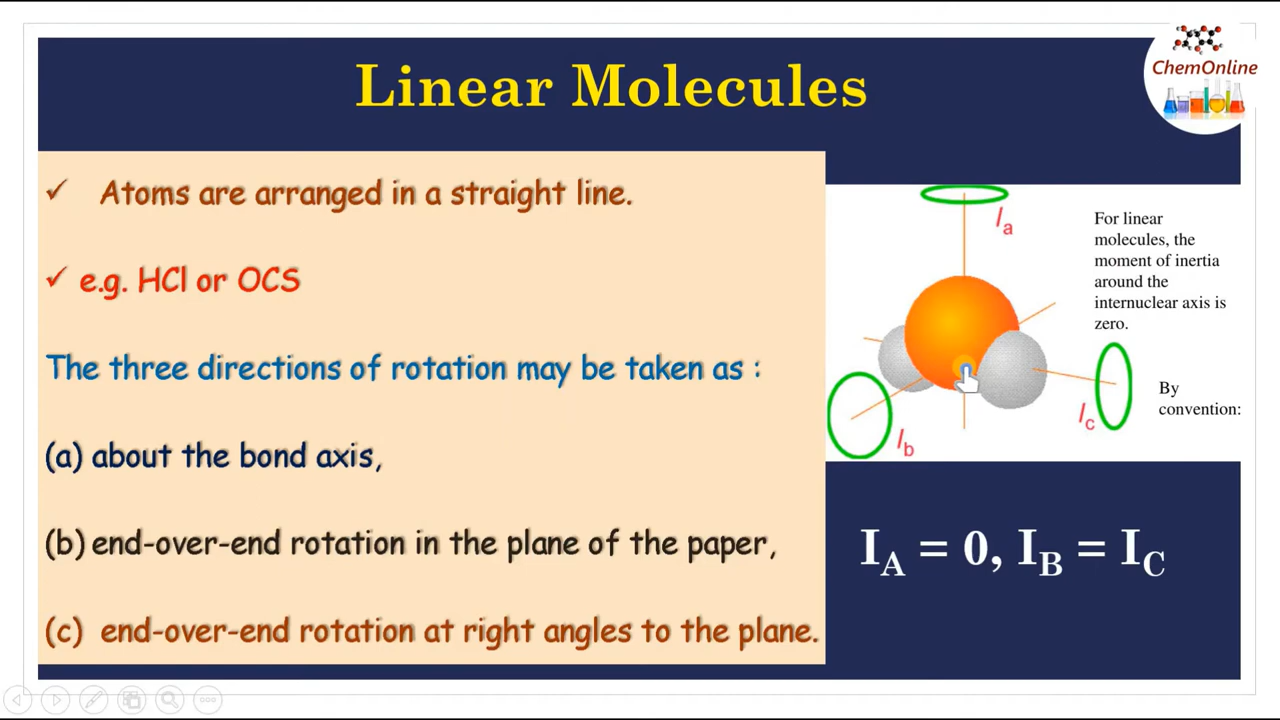 Linear Molecules
ChemOnline
✓ Atoms are arranged in a straight line.
✓ e.g. HCl or OCS
The three directions of rotation may be taken as :
(a) about the bond axis,
(b) end-over-end rotation in the plane of the paper,
(c) end-over-end rotation at right angles to the plane.
Ia
Ib
Ic
For linear
molecules, the
moment of inertia
around the
internuclear axis is
zero.
By
convention:
I_A = 0, I_B = I_C